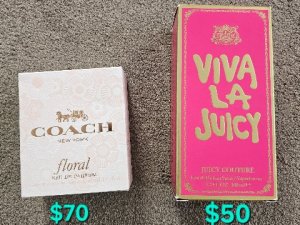 COACH
NEW YORK
floral
EAU DE PARFUM
$70
VIVA
LA
JUICY
JUICY COUTURE
$50